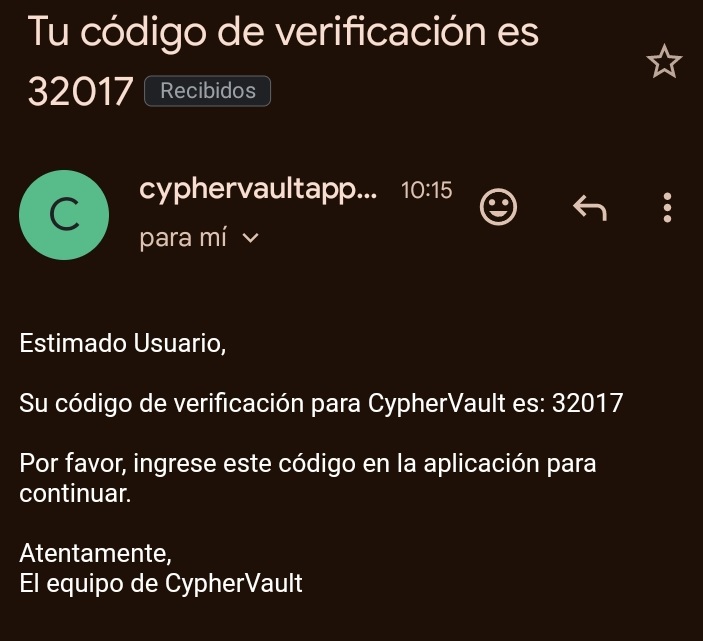 Tu código de verificación es
32017 Recibidos
C
cyphervaultapp... 10:15
para mí
Estimado Usuario,
Su código de verificación para CypherVault es: 32017
Por favor, ingrese este código en la aplicación para
continuar.
Atentamente,
El equipo de CypherVault